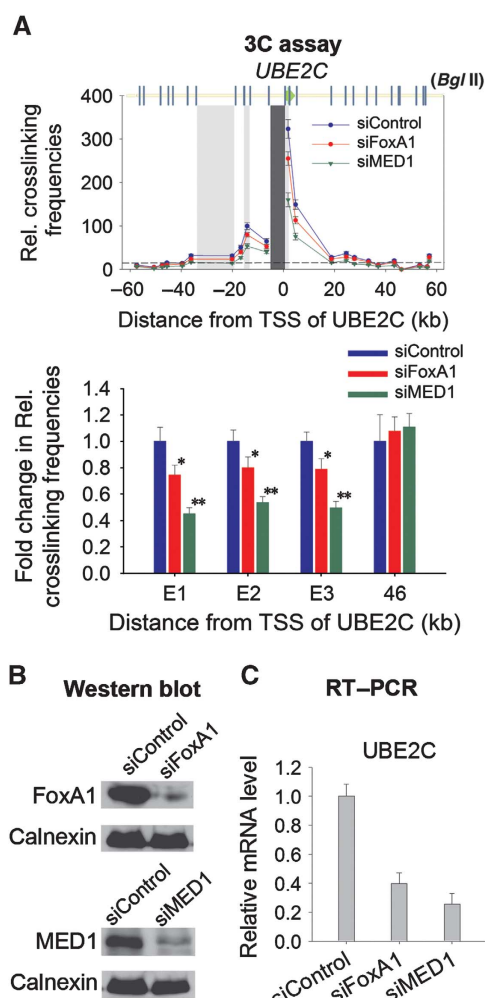 A
3C assay
UBE2C
(Bgl II)
400
300
200
100
0
Rel. crosslinking
frequencies
siControl
siFoxA1
siMED1
–60 –40 –20 0 20 40 60
Distance from TSS of UBE2C (kb)
siControl
siFoxA1
siMED1
1.4
1.2
1.0
0.8
0.6
0.4
0.2
0.0
Fold change in Rel.
crosslinking frequencies
* ** * ** * **
E1 E2 E3 46
Distance from TSS of UBE2C (kb)
B
Western blot
siControl
siFoxA1
FoxA1
Calnexin
siControl
siMED1
MED1
Calnexin
C
RT–PCR
UBE2C
Relative mRNA level
1.2
1.0
0.8
0.6
0.4
0.2
0.0
siControl
siFoxA1
siMED1